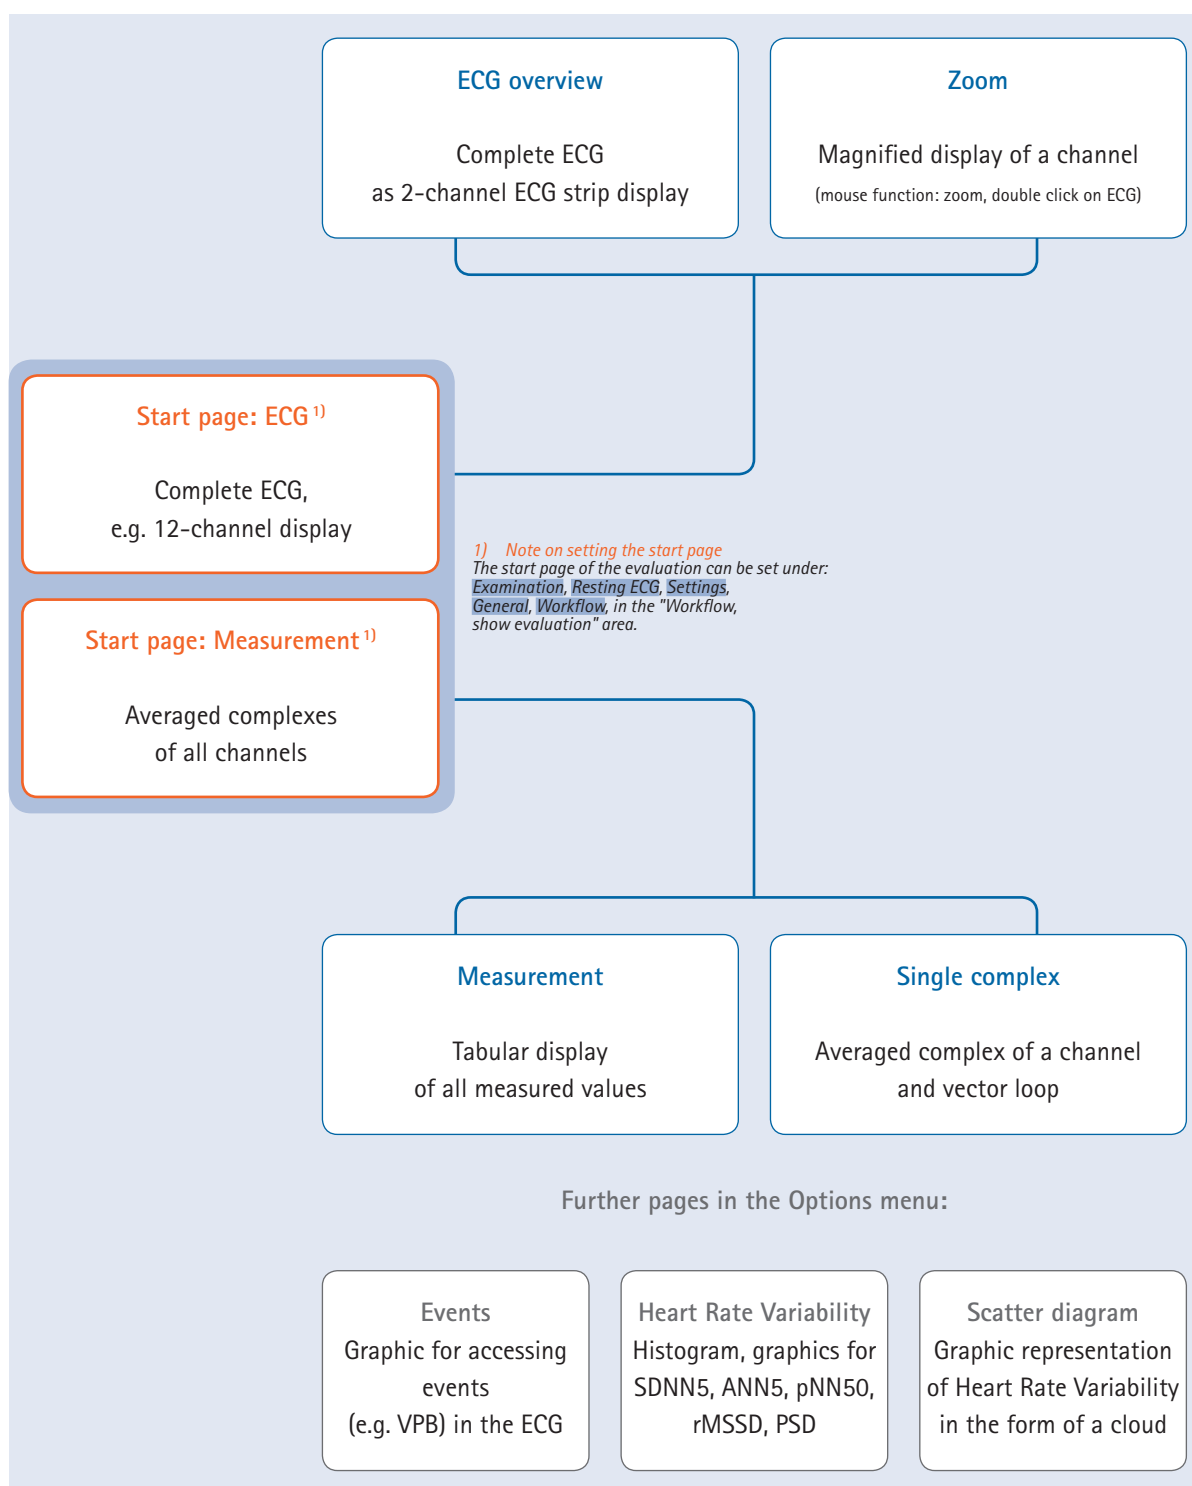 ECG overview
Complete ECG
as 2-channel ECG strip display
Zoom
Magnified display of a channel
(mouse function: zoom, double click on ECG)
Start page: ECG 1)
Complete ECG,
e.g. 12-channel display
1) Note on setting the start page
The start page of the evaluation can be set under:
Examination, Resting ECG, Settings,
General, Workflow, in the "Workflow,
show evaluation" area.
Start page: Measurement 1)
Averaged complexes
of all channels
Measurement
Tabular display
of all measured values
Single complex
Averaged complex of a channel
and vector loop
Further pages in the Options menu:
Events
Graphic for accessing
events
(e.g. VPB) in the ECG
Heart Rate Variability
Histogram, graphics for
SDNN5, ANN5, pNN50,
rMSSD, PSD
Scatter diagram
Graphic representation
of Heart Rate Variability
in the form of a cloud